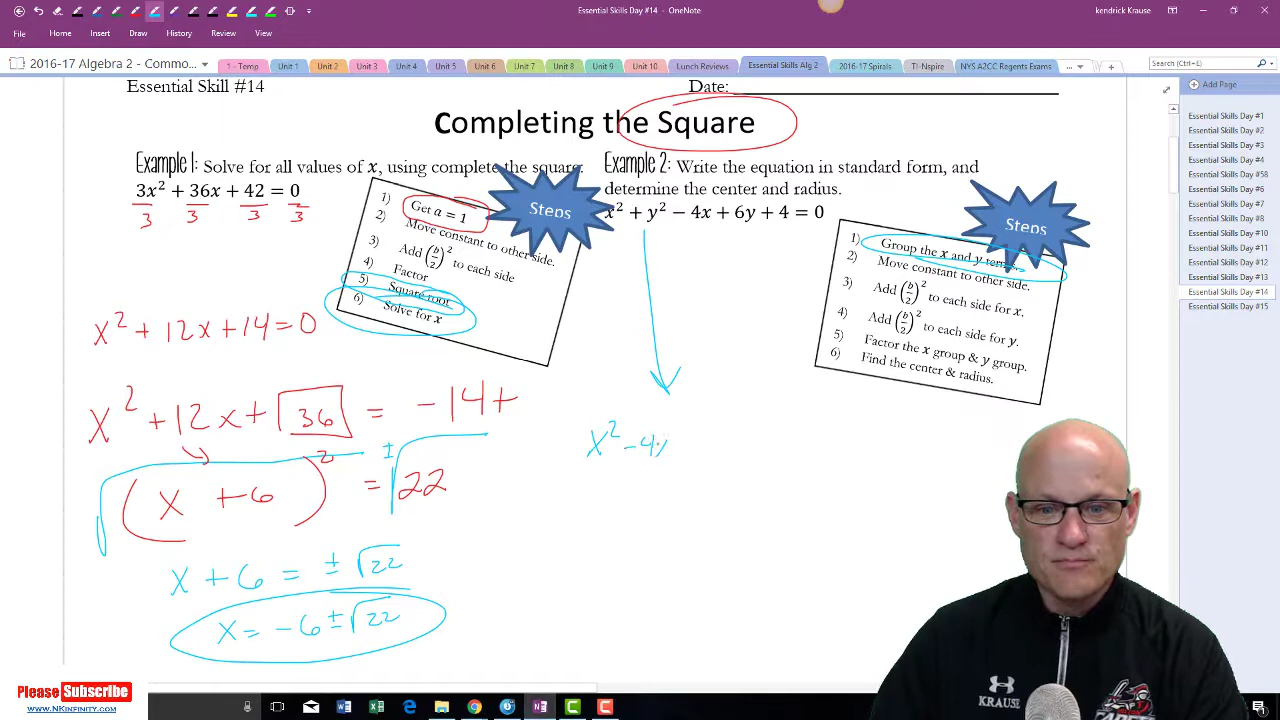 Essential Skills Day #14 - OneNote
kendrick Krause
File Home Insert Draw History Review View
2016-17 Algebra 2 - Commo...
1 - Temp Unit 1 Unit 2 Unit 3 Unit 4 Unit 5 Unit 6 Unit 7 Unit 8 Unit 9 Unit 10 Lunch Reviews Essential Skills Alg 2 2016-17 Spirals TI-Nspire NYS A2CC Regents Exams ...
Search (Ctrl+E)
Essential Skill #14 Date:
Completing the Square
Example 1: Solve for all values of x, using complete the square.
3x² + 36x + 42 = 0
3 3 3 3
Steps
1) Get a = 1
2) Move constant to other side.
3) Add (b/2)² to each side
4) Factor
5) Square root
6) Solve for x
x² + 12x + 14 = 0
x² + 12x + 36 = -14 +
(x + 6)² = ± √22
x + 6 = ± √22
x = -6 ± √22
Example 2: Write the equation in standard form, and
determine the center and radius.
x² + y² − 4x + 6y + 4 = 0
Steps
1) Group the x and y terms.
2) Move constant to other side.
3) Add (b/2)² to each side for x.
4) Add (b/2)² to each side for y.
5) Factor the x group & y group.
6) Find the center & radius.
x² - 4
Add Page
Essential Skills Day #1
Essential Skills Day #2
Essential Skills Day #3
Essential Skills Day #4
Essential Skills Day #58
Essential Skills Day #6
Essential Skills Day #7
Essential Skills Day #8
Essential Skills Day #9
Essential Skills Day #10
Essential Skills Day #12
Essential Skills Day #13
Essential Skills Day #14
Essential Skills Day #15
KRAUSE
Please Subscribe
www.NKinfinity.com